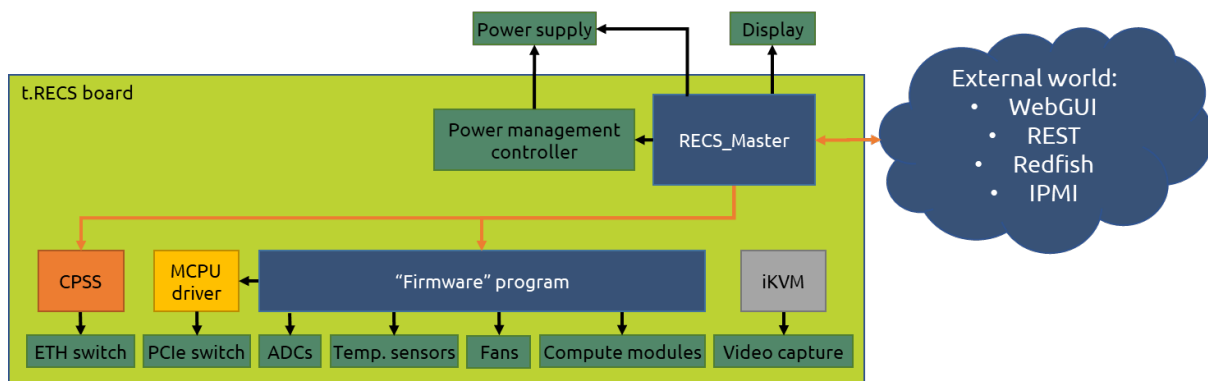 Power supply
Display
t.RECS board
Power management
controller
RECS_Master
External world:
• WebGUI
• REST
• Redfish
• IPMI
CPSS
MCPU
driver
“Firmware” program
iKVM
ETH switch
PCIe switch
ADCs
Temp. sensors
Fans
Compute modules
Video capture